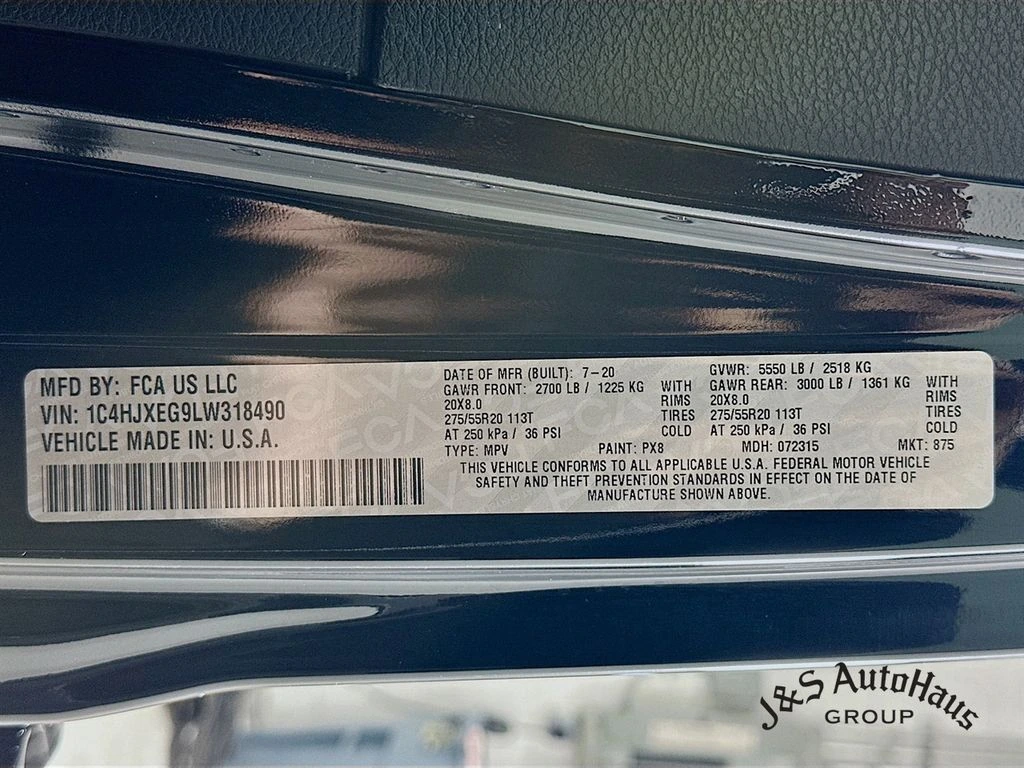 MFD BY: FCA US LLC
VIN: 1C4HJXEG9LW318490
VEHICLE MADE IN: U.S.A.
DATE OF MFR (BUILT): 7-20
GAWR FRONT: 2700 LB / 1225 KG WITH
20X8.0 RIMS
275/55R20 113T TIRES
AT 250 kPa / 36 PSI COLD
TYPE: MPV PAINT: PX8
GVWR: 5550 LB / 2518 KG
GAWR REAR: 3000 LB / 1361 KG WITH
20X8.0 RIMS
275/55R20 113T TIRES
AT 250 kPa / 36 PSI COLD
MDH: 072315 MKT: 875
THIS VEHICLE CONFORMS TO ALL APPLICABLE U.S.A. FEDERAL MOTOR VEHICLE
SAFETY AND THEFT PREVENTION STANDARDS IN EFFECT ON THE DATE OF
MANUFACTURE SHOWN ABOVE.
J&S AutoHaus
GROUP